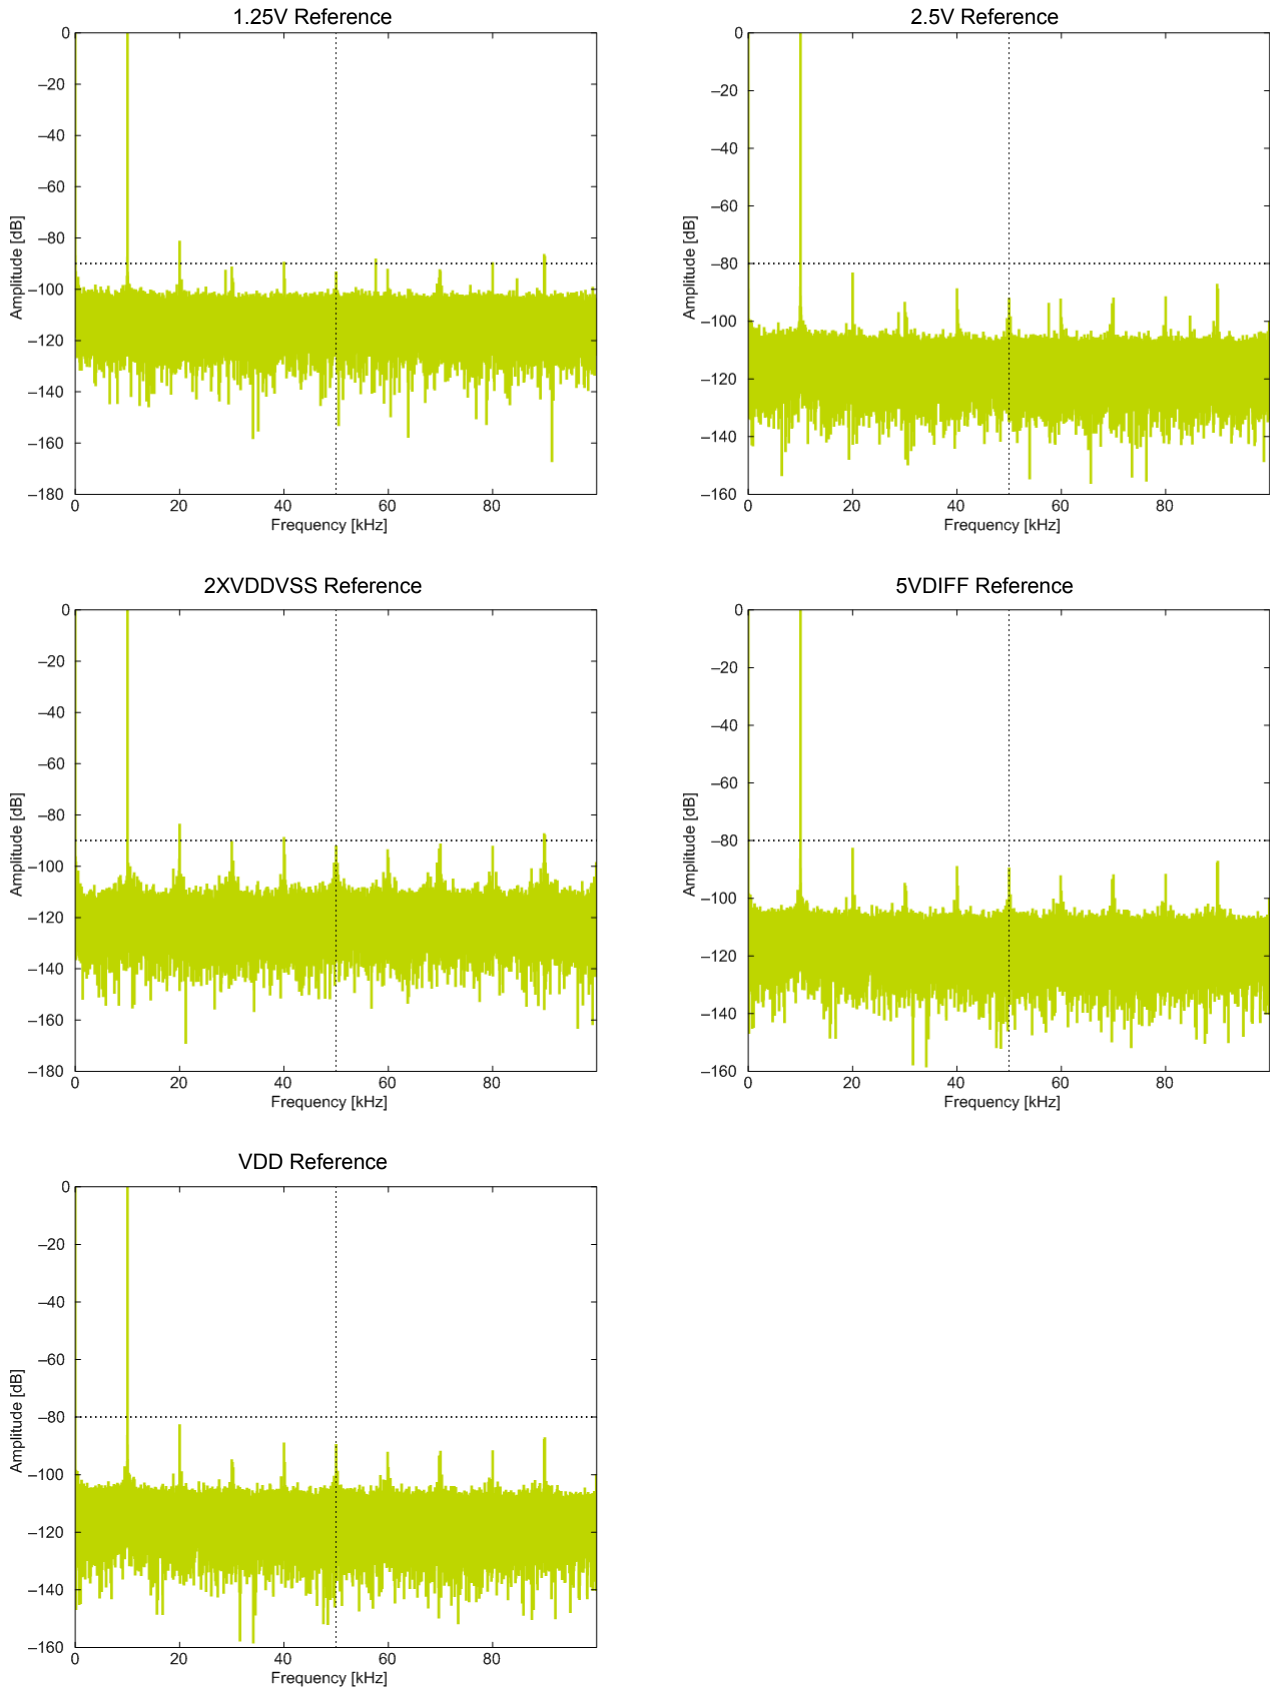 1.25V Reference
0
–20
–40
–60
–80
–100
–120
–140
–160
–180
Amplitude [dB]
0 20 40 60 80
Frequency [kHz]
2.5V Reference
0
–20
–40
–60
–80
–100
–120
–140
–160
Amplitude [dB]
0 20 40 60 80
Frequency [kHz]
2XVDDVSS Reference
0
–20
–40
–60
–80
–100
–120
–140
–160
–180
Amplitude [dB]
0 20 40 60 80
Frequency [kHz]
5VDIFF Reference
0
–20
–40
–60
–80
–100
–120
–140
–160
Amplitude [dB]
0 20 40 60 80
Frequency [kHz]
VDD Reference
0
–20
–40
–60
–80
–100
–120
–140
–160
Amplitude [dB]
0 20 40 60 80
Frequency [kHz]